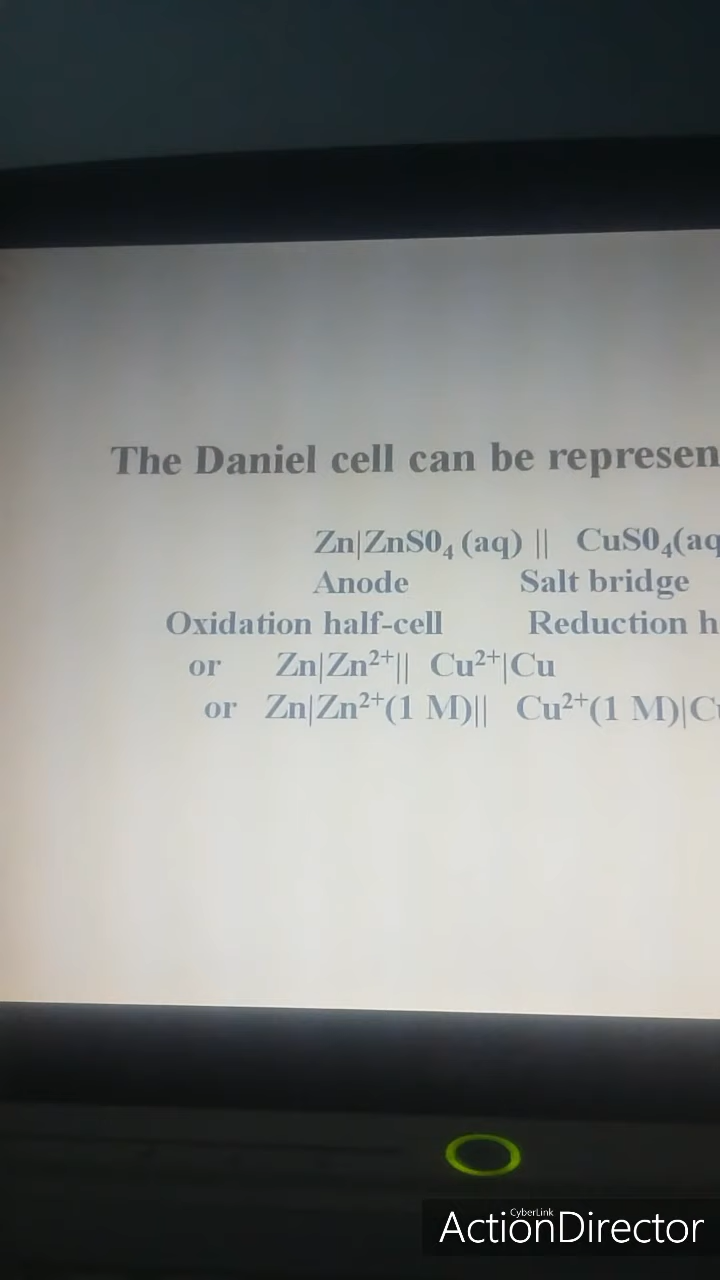 The Daniel cell can be represen
Zn|ZnS0₄ (aq) || CuS0₄(aq
Anode Salt bridge
Oxidation half-cell Reduction h
or Zn|Zn²⁺|| Cu²⁺|Cu
or Zn|Zn²⁺(1 M)|| Cu²⁺(1 M)|Cu
CyberLink
ActionDirector